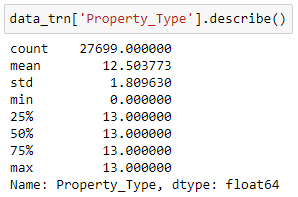 data_trn['Property_Type'].describe()
count    27699.000000
mean        12.503773
std          1.809630
min          0.000000
25%         13.000000
50%         13.000000
75%         13.000000
max         13.000000
Name: Property_Type, dtype: float64